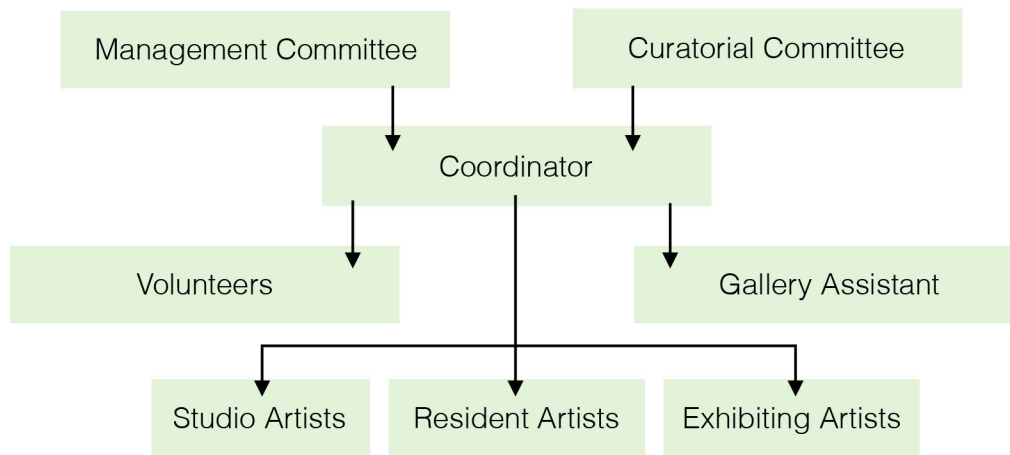 Management Committee
Curatorial Committee
Coordinator
Volunteers
Gallery Assistant
Studio Artists
Resident Artists
Exhibiting Artists